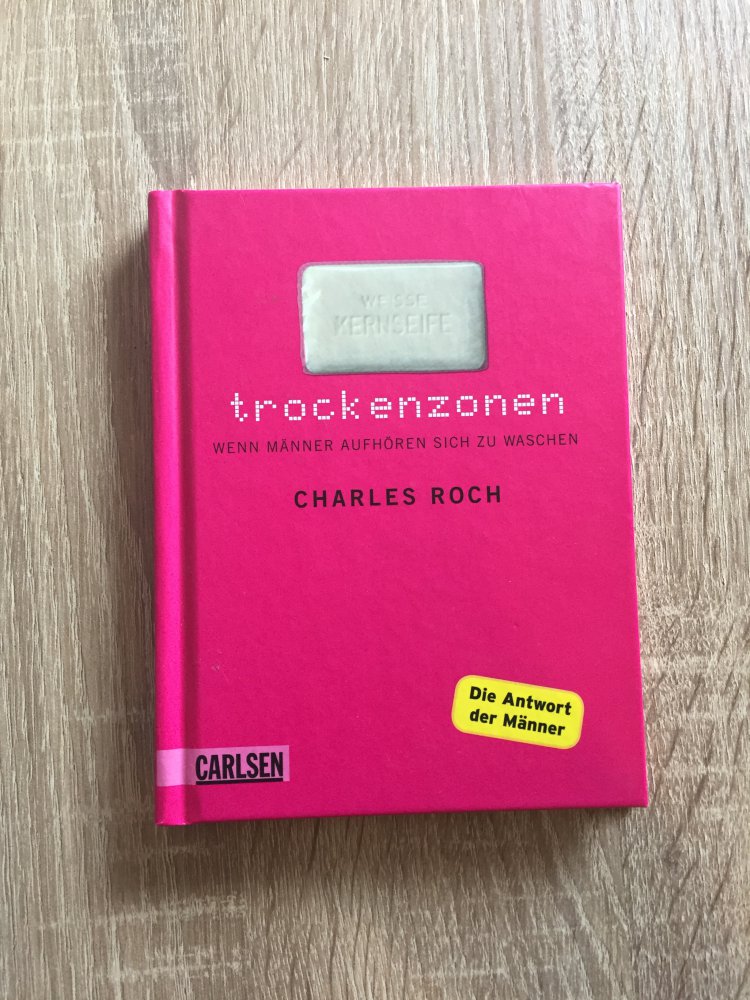 WEISSE
KERNSEIFE
trockenzonen
WENN MÄNNER AUFHÖREN SICH ZU WASCHEN
CHARLES ROCH
Die Antwort
der Männer
CARLSEN